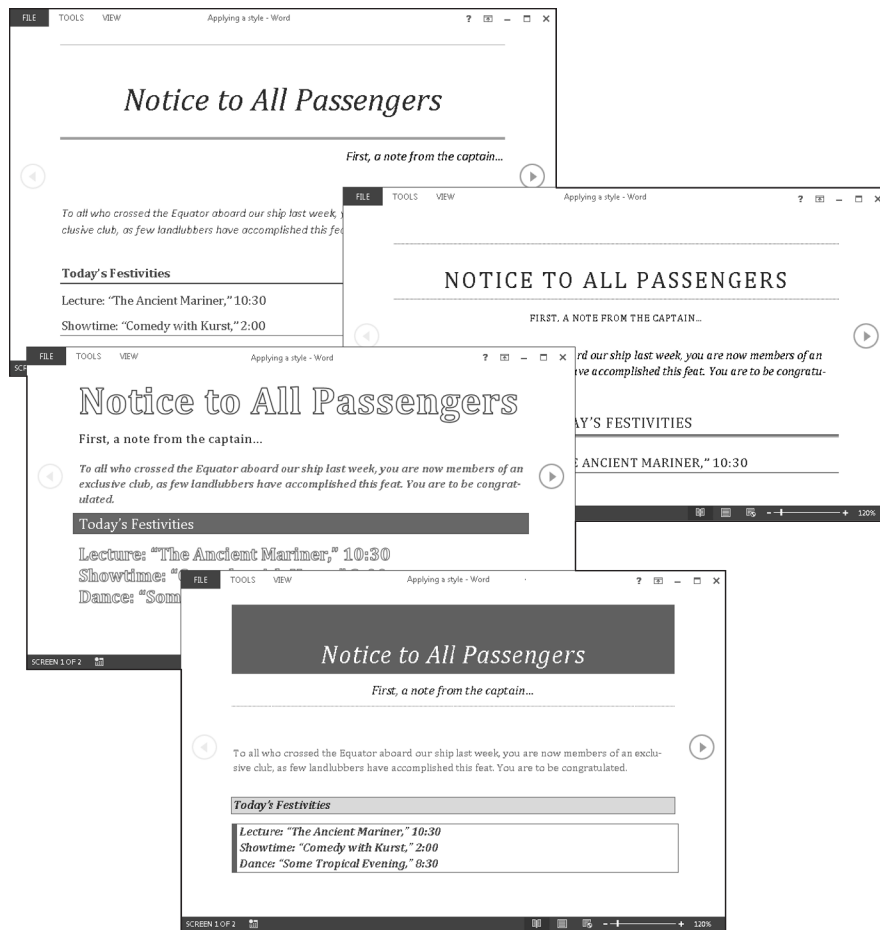 FILE TOOLS VIEW Applying a style - Word ?
Notice to All Passengers
First, a note from the captain...
To all who crossed the Equator aboard our ship last week, y
clusive club, as few landlubbers have accomplished this fea
Today's Festivities
Lecture: "The Ancient Mariner," 10:30
Showtime: "Comedy with Kurst," 2:00
SC
FILE TOOLS VIEW Applying a style - Word ?
NOTICE TO ALL PASSENGERS
FIRST, A NOTE FROM THE CAPTAIN...
rd our ship last week, you are now members of an
ve accomplished this feat. You are to be congratu-
AY'S FESTIVITIES
ANCIENT MARINER," 10:30
120%
FILE TOOLS VIEW Applying a style - Word ?
Notice to All Passengers
First, a note from the captain...
To all who crossed the Equator aboard our ship last week, you are now members of an
exclusive club, as few landlubbers have accomplished this feat. You are to be congrat-
ulated.
Today's Festivities
Lecture: "The Ancient Mariner," 10:30
Showtime: "
Dance: "Som
SCREEN 1 OF 2
FILE TOOLS VIEW Applying a style - Word ?
Notice to All Passengers
First, a note from the captain...
To all who crossed the Equator aboard our ship last week, you are now members of an exclu-
sive club, as few landlubbers have accomplished this feat. You are to be congratulated.
Today's Festivities
Lecture: "The Ancient Mariner," 10:30
Showtime: "Comedy with Kurst," 2:00
Dance: "Some Tropical Evening," 8:30
SCREEN 1 OF 2 120%